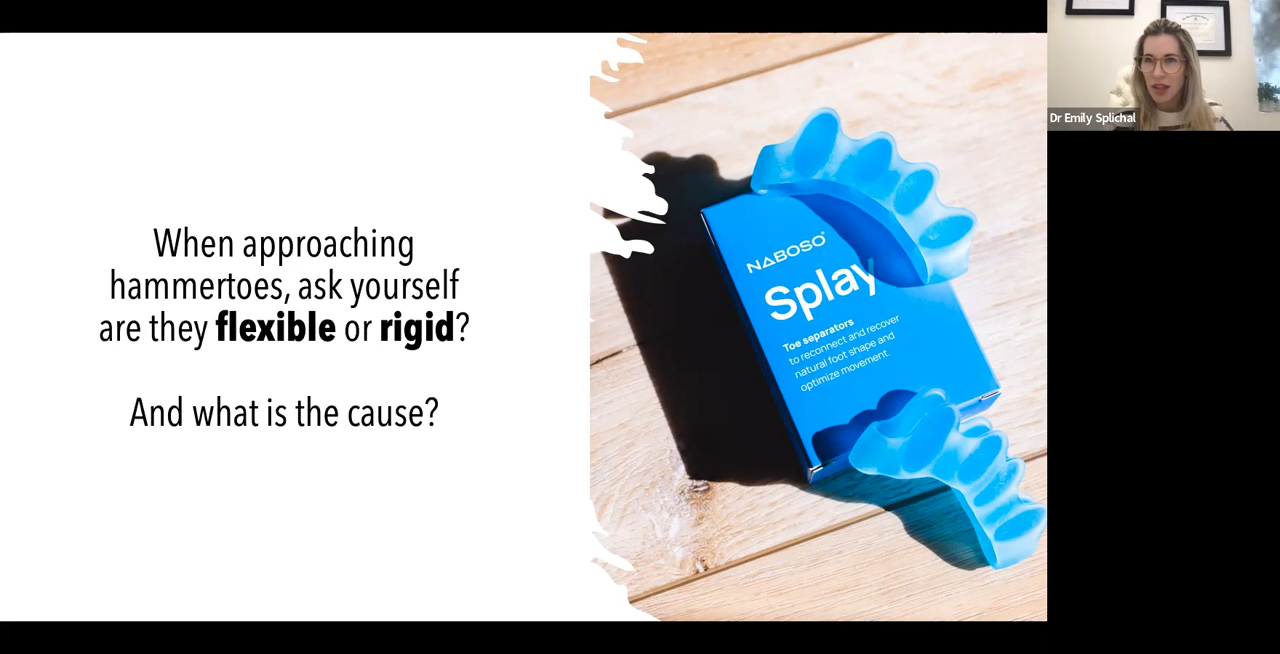 When approaching
hammertoes, ask yourself
are they flexible or rigid?
And what is the cause?
NABOSO®
Splay
Toe separators
to reconnect and recover
natural foot shape and
optimize movement.
Dr Emily Splichal